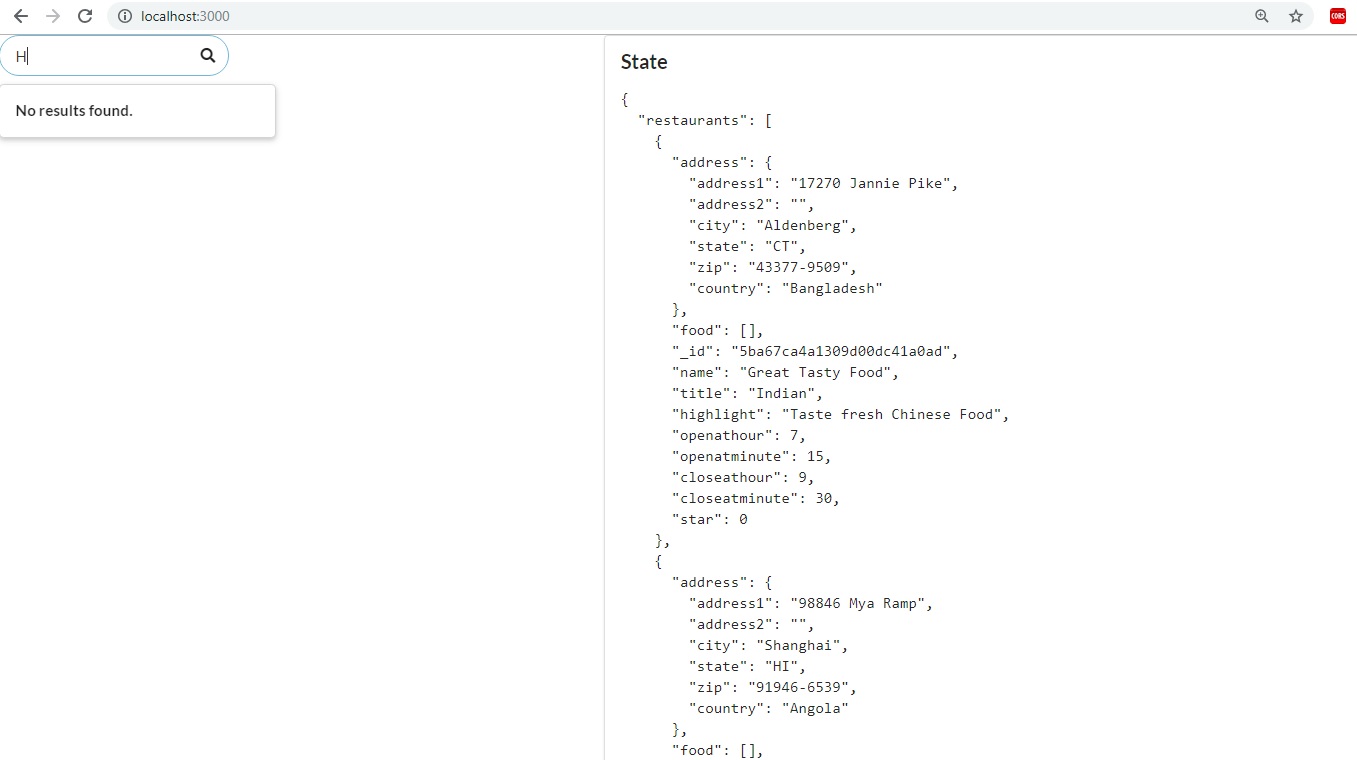 localhost:3000
CORS
H
No results found.
State
{
"restaurants": [
{
"address": {
"address1": "17270 Jannie Pike",
"address2": "",
"city": "Aldenberg",
"state": "CT",
"zip": "43377-9509",
"country": "Bangladesh"
},
"food": [],
"_id": "5ba67ca4a1309d00dc41a0ad",
"name": "Great Tasty Food",
"title": "Indian",
"highlight": "Taste fresh Chinese Food",
"openathour": 7,
"openatminute": 15,
"closeathour": 9,
"closeatminute": 30,
"star": 0
},
{
"address": {
"address1": "98846 Mya Ramp",
"address2": "",
"city": "Shanghai",
"state": "HI",
"zip": "91946-6539",
"country": "Angola"
},
"food": [],